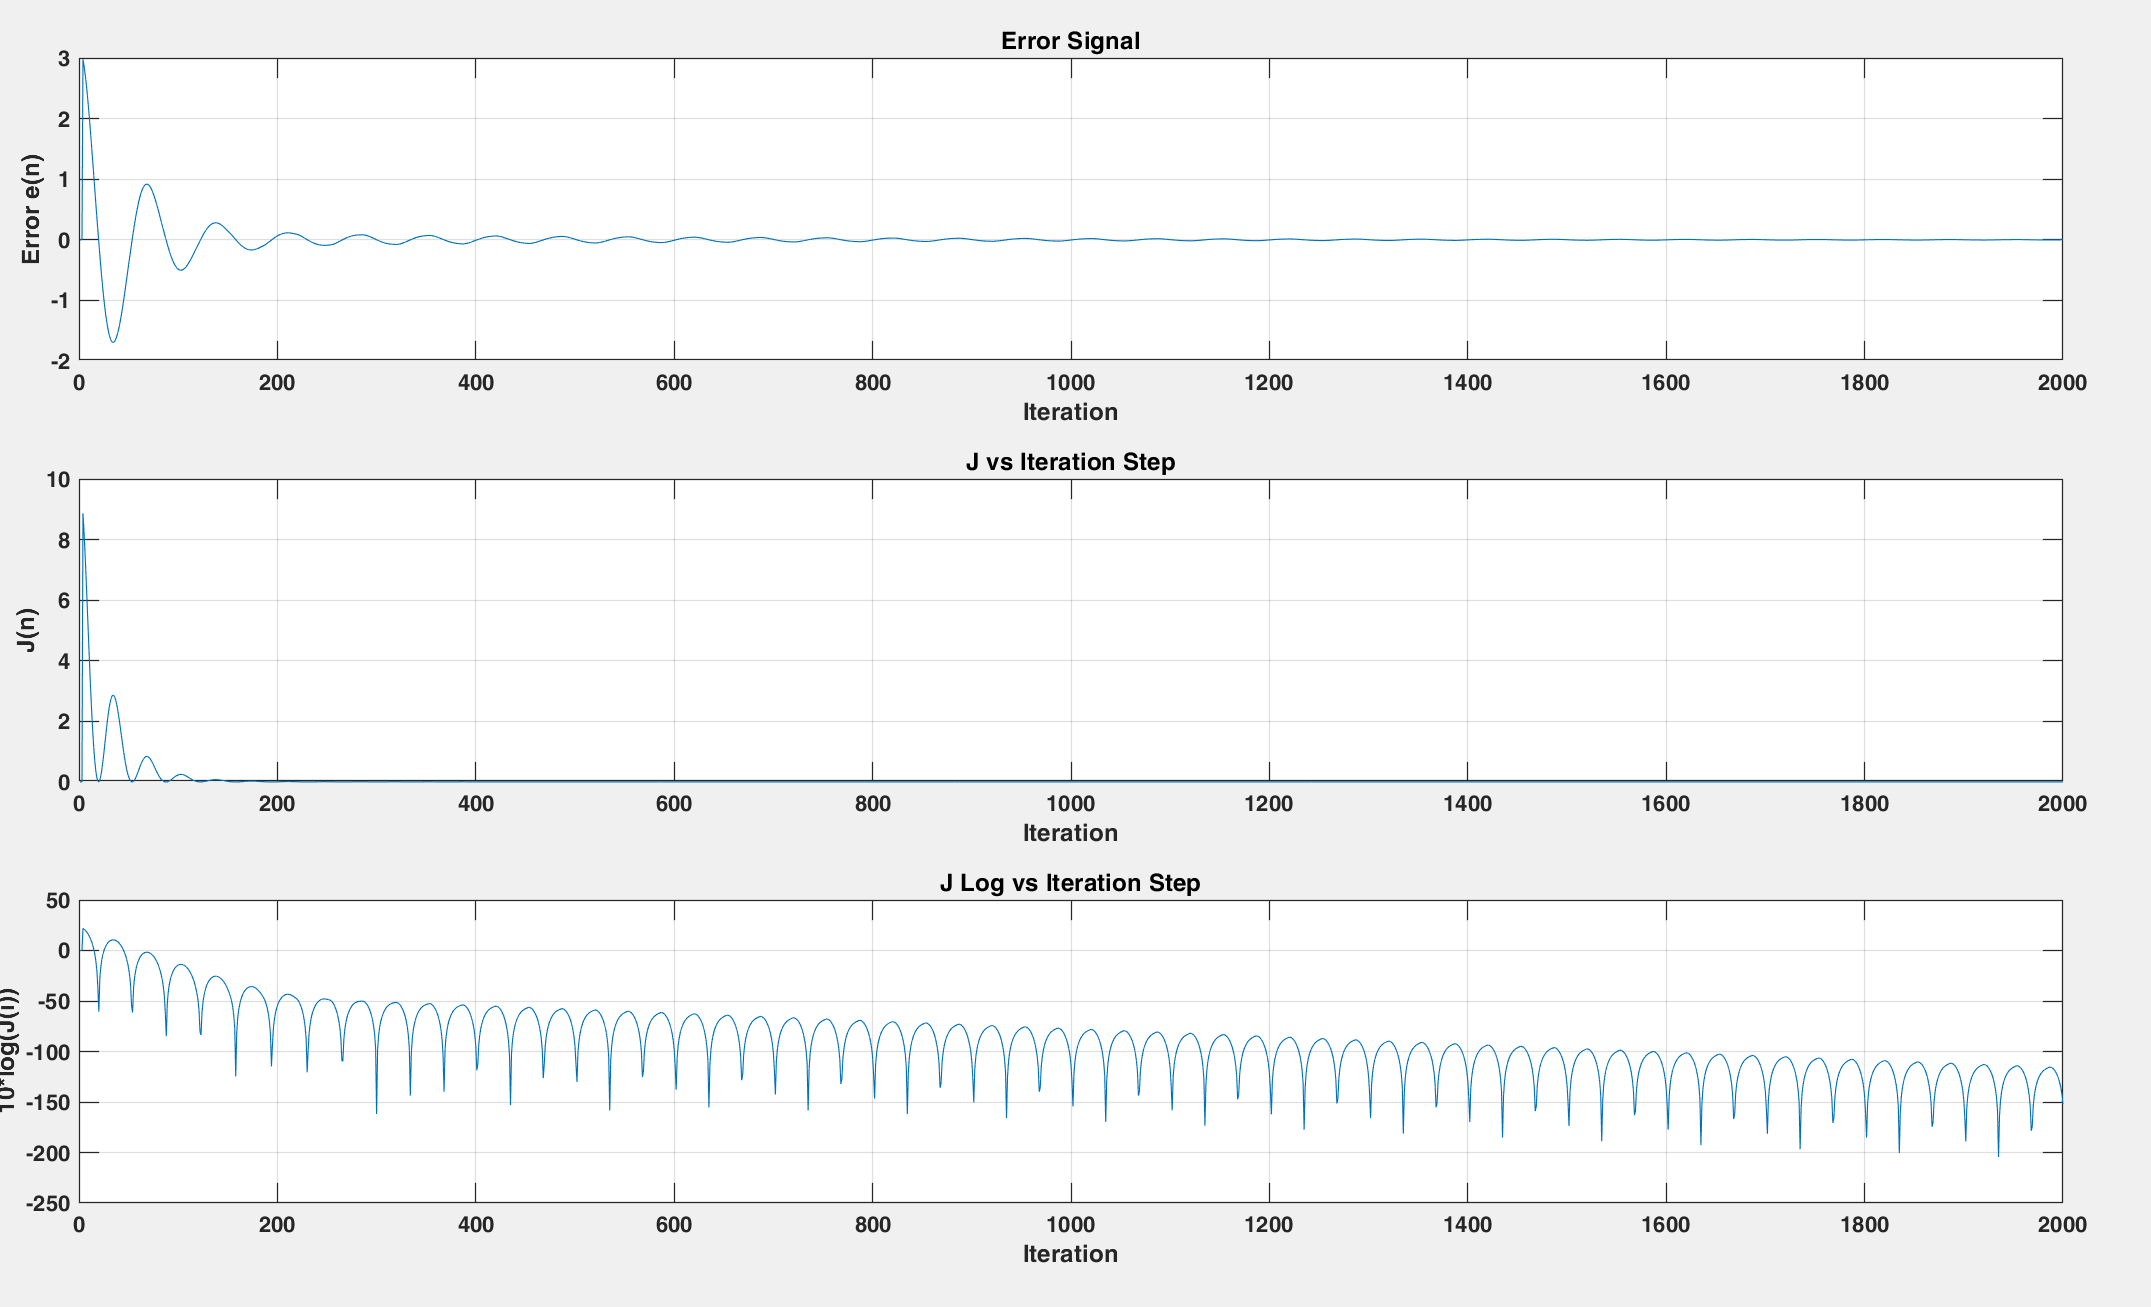 Error Signal
3
2
1
0
-1
-2
Error e(n)
0 200 400 600 800 1000 1200 1400 1600 1800 2000
Iteration
J vs Iteration Step
10
8
6
4
2
0
J(n)
0 200 400 600 800 1000 1200 1400 1600 1800 2000
Iteration
J Log vs Iteration Step
50
0
-50
-100
-150
-200
-250
10*log(J(i))
0 200 400 600 800 1000 1200 1400 1600 1800 2000
Iteration